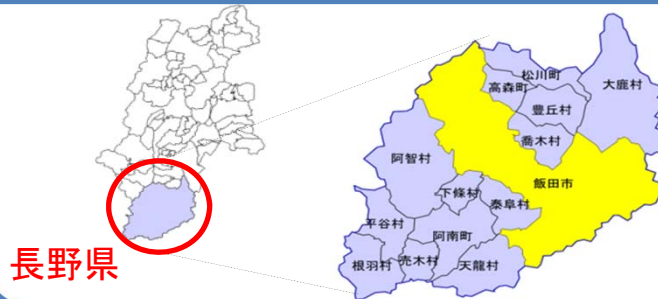 長野県
松川町
高森町
大鹿村
豊丘村
喬木村
阿智村
飯田市
下條村
泰阜村
平谷村
阿南町
根羽村
売木村
天龍村